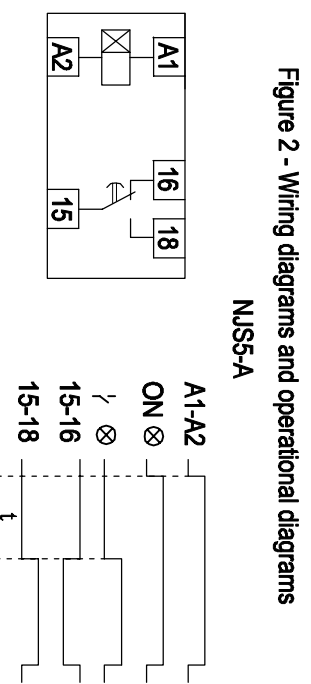 Figure 2 - Wiring diagrams and operational diagrams
NJS5-A
A1
16
18
A2
15
A1-A2
ON
15-16
15-18
t